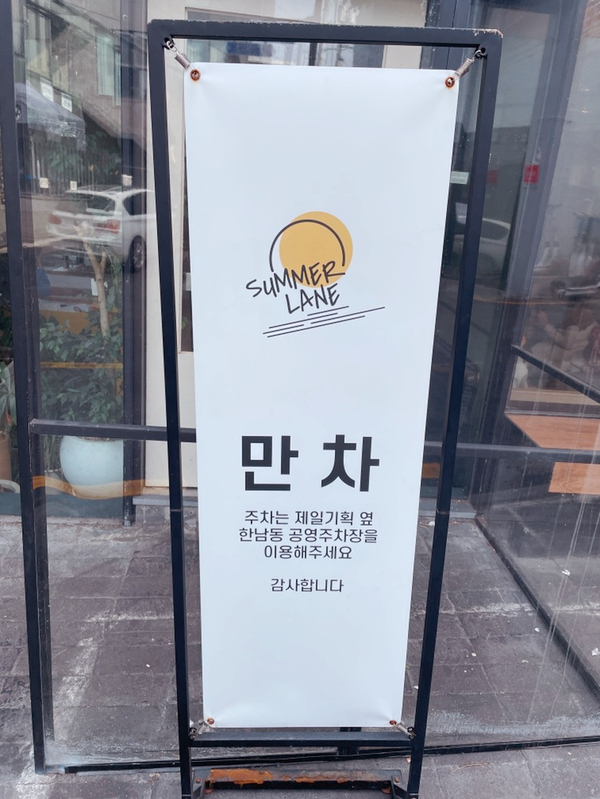 SUMMER
LANE
만차
주차는 제일기획 옆
한남동 공영주차장을
이용해주세요
감사합니다